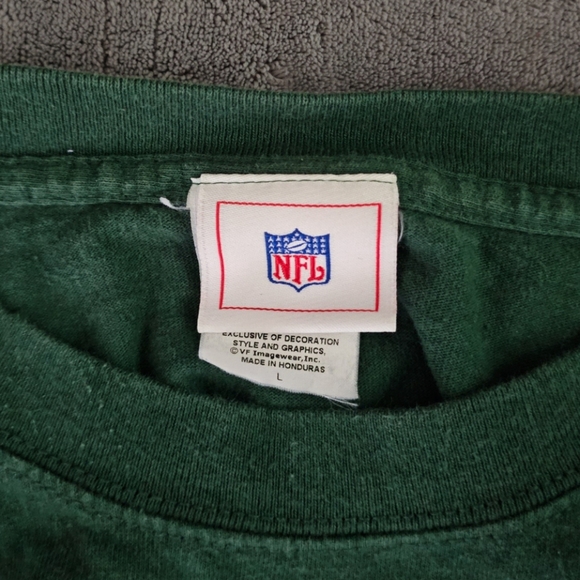 NFL
EXCLUSIVE OF DECORATION
STYLE AND GRAPHICS,
©VF Imagewear, Inc.
MADE IN HONDURAS
L